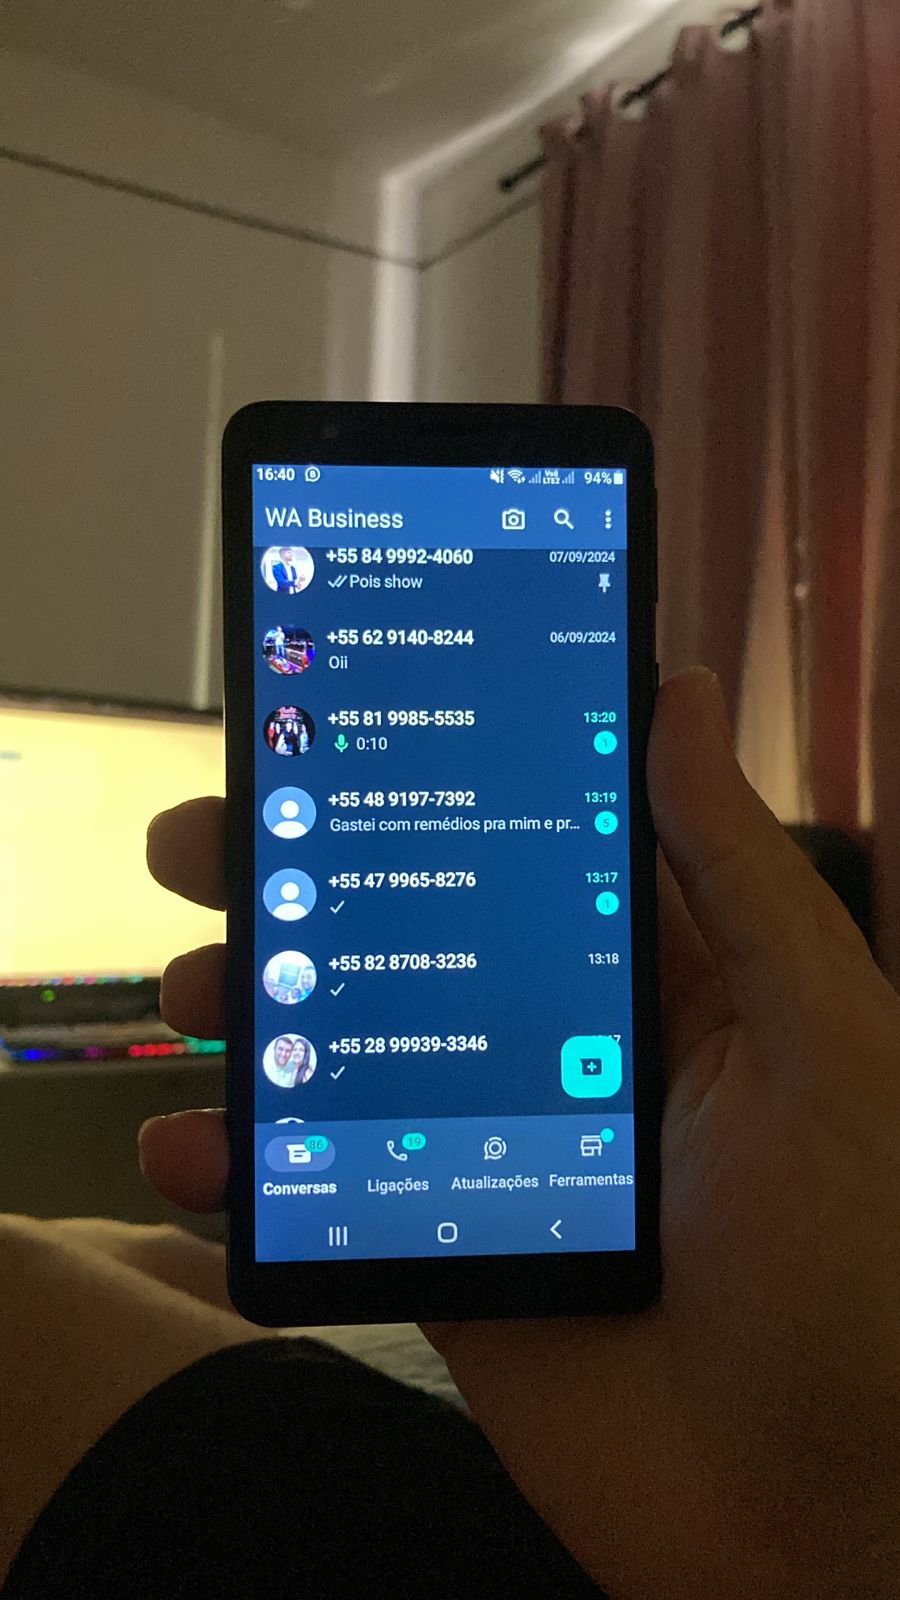 16:40
Vo))
LTE2
94%
WA Business
+55 84 9992-4060
07/09/2024
Pois show
+55 62 9140-8244
06/09/2024
Oii
+55 81 9985-5535
13:20
0:10
1
+55 48 9197-7392
13:19
Gastei com remédios pra mim e pr...
5
+55 47 9965-8276
13:17
1
+55 82 8708-3236
13:18
+55 28 99939-3346
86
19
Conversas
Ligações
Atualizações
Ferramentas